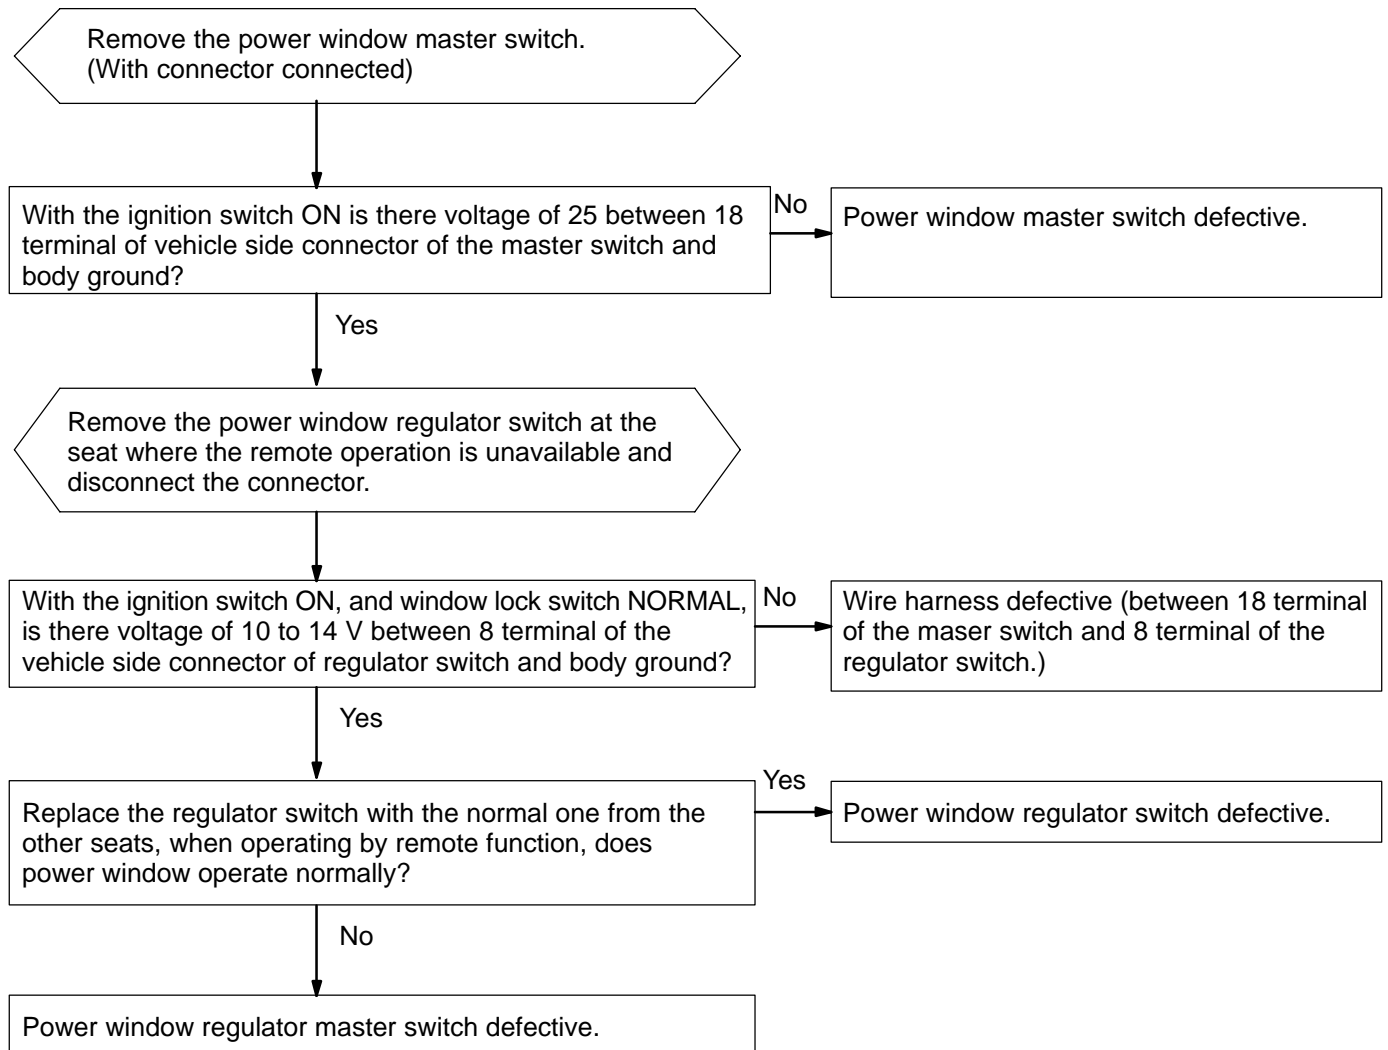 Remove the power window master switch.
(With connector connected)
With the ignition switch ON is there voltage of 25 between 18
terminal of vehicle side connector of the master switch and
body ground?
No
Power window master switch defective.
Yes
Remove the power window regulator switch at the
seat where the remote operation is unavailable and
disconnect the connector.
With the ignition switch ON, and window lock switch NORMAL,
is there voltage of 10 to 14 V between 8 terminal of the
vehicle side connector of regulator switch and body ground?
No
Wire harness defective (between 18 terminal
of the maser switch and 8 terminal of the
regulator switch.)
Yes
Replace the regulator switch with the normal one from the
other seats, when operating by remote function, does
power window operate normally?
Yes
Power window regulator switch defective.
No
Power window regulator master switch defective.